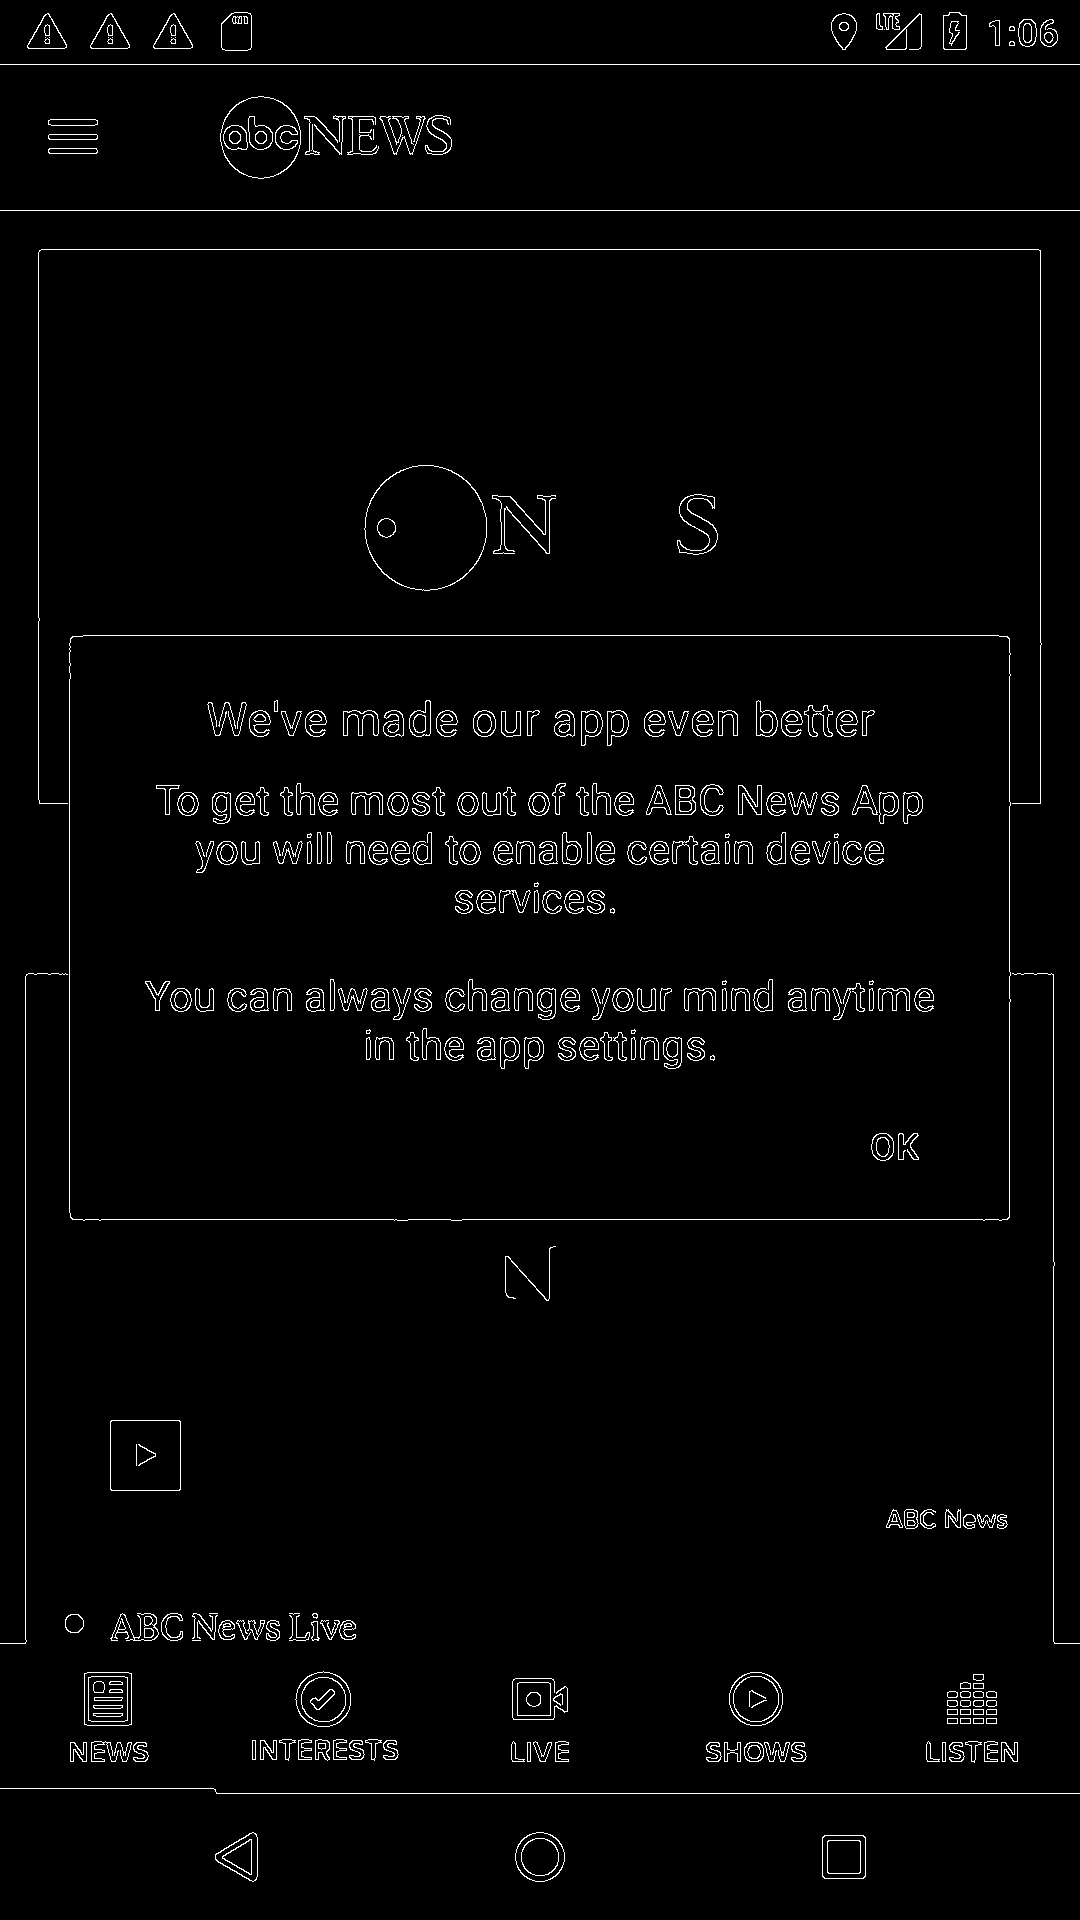 LTE 1:06
abc NEWS
N S
We've made our app even better
To get the most out of the ABC News App
you will need to enable certain device
services.
You can always change your mind anytime
in the app settings.
OK
N
ABC News
ABC News Live
NEWS INTERESTS LIVE SHOWS LISTEN